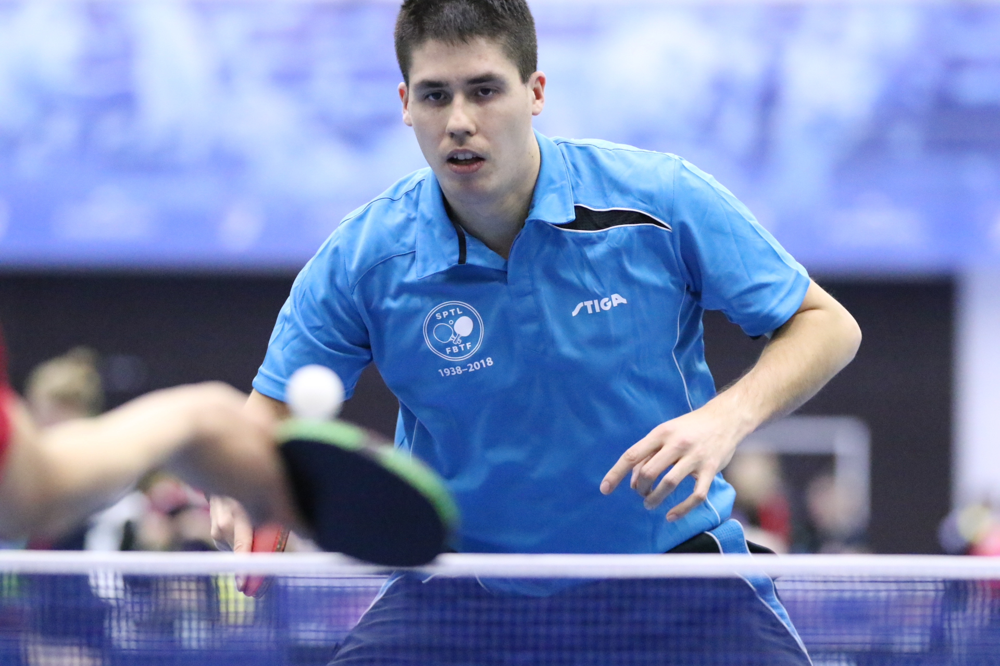 SPTL
FBTF
1938–2018
STIGA